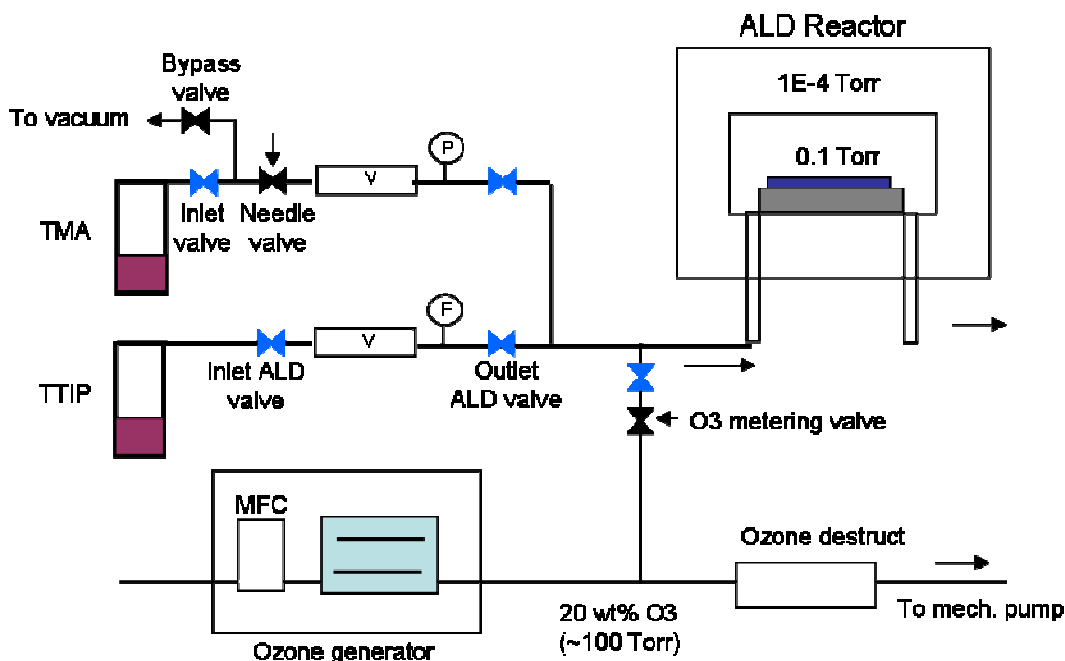 ALD Reactor
Bypass
valve
To vacuum
1E-4 Torr
0.1 Torr
P
V
TMA
Inlet
valve
Needle
valve
F
V
TTIP
Inlet ALD
valve
Outlet
ALD valve
O3 metering valve
MFC
Ozone destruct
20 wt% O3
(~100 Torr)
To mech. pump
Ozone generator